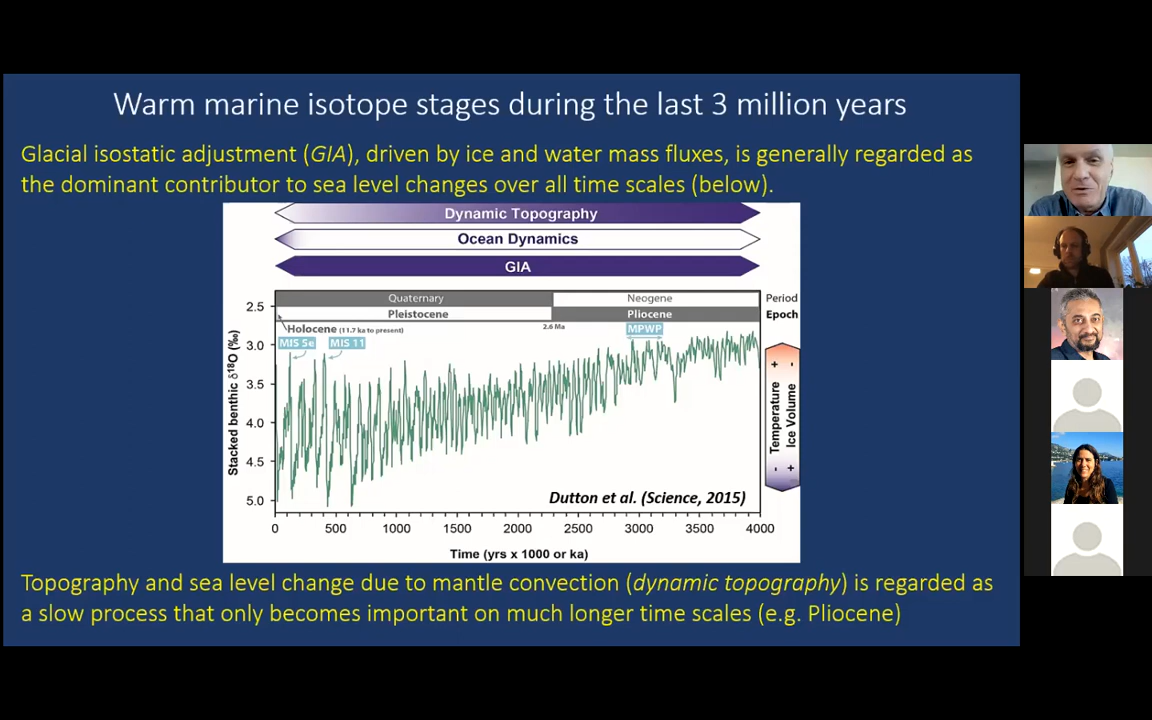 Warm marine isotope stages during the last 3 million years
Glacial isostatic adjustment (GIA), driven by ice and water mass fluxes, is generally regarded as
the dominant contributor to sea level changes over all time scales (below).
Dynamic Topography
Ocean Dynamics
GIA
Quaternary
Neogene
Period
Pleistocene
Pliocene
Epoch
Holocene (11.7 ka to present)
2.6 Ma
MPWP
MIS 5e
MIS 11
Stacked benthic δ18O (‰)
2.5
3.0
3.5
4.0
4.5
5.0
- Temperature +
+ Ice Volume -
Dutton et al. (Science, 2015)
0 500 1000 1500 2000 2500 3000 3500 4000
Time (yrs x 1000 or ka)
Topography and sea level change due to mantle convection (dynamic topography) is regarded as
a slow process that only becomes important on much longer time scales (e.g. Pliocene)